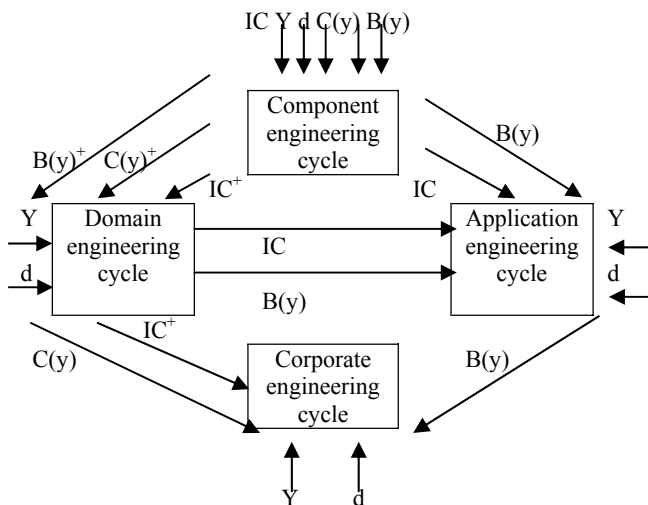 IC Y d C(y) B(y)
Component
engineering
cycle
B(y)
B(y)⁺
C(y)⁺
IC⁺
IC
Y
Domain
engineering
cycle
d
Application
engineering
cycle
Y
d
IC
B(y)
IC⁺
C(y)
Corporate
engineering
cycle
B(y)
Y d